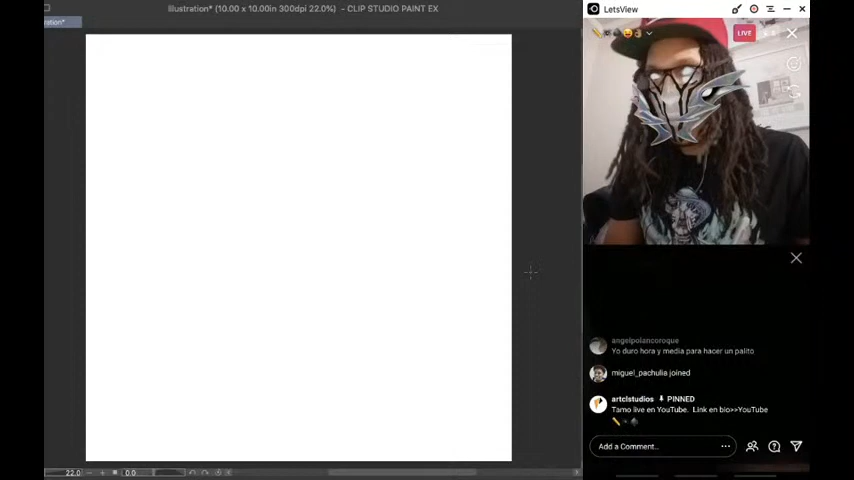 Illustration* (10.00 x 10.00in 300dpi 22.0%) - CLIP STUDIO PAINT EX
ration*
LetsView
LIVE
angelpolancoroque
Yo duro hora y media para hacer un palito
miguel_pachulia joined
artclstudios PINNED
Tamo live en YouTube. Link en bio>>YouTube
Add a Comment...
22.0
0.0